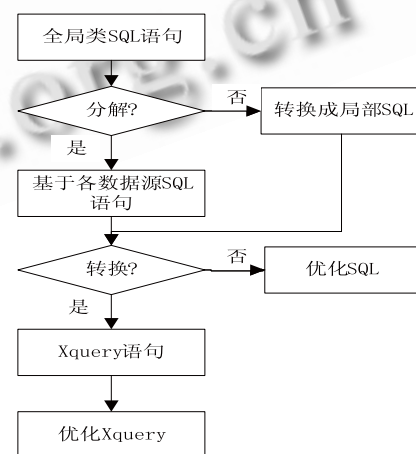 全局类SQL语句
分解?
否
转换成局部SQL
是
基于各数据源SQL
语句
转换?
否
优化SQL
是
Xquery语句
优化Xquery